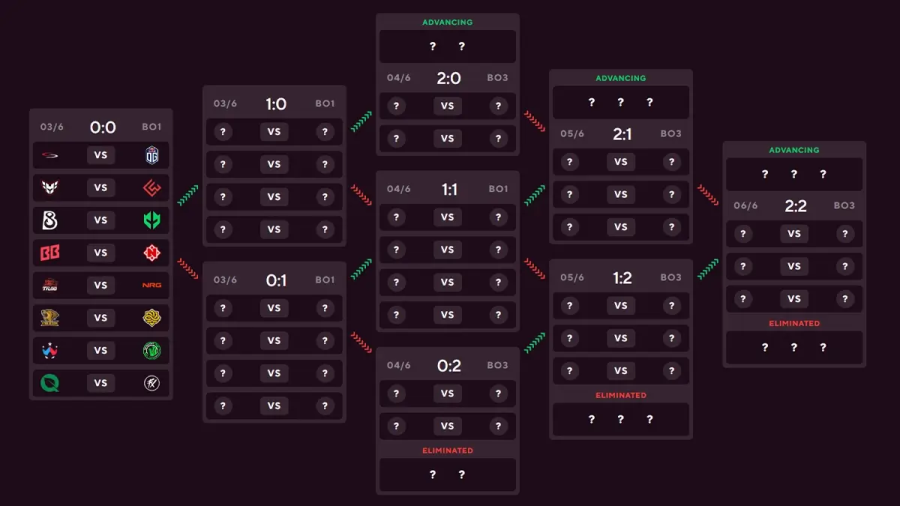 03/6 0:0 BO1
VS OG
VS
VS
BB VS
TYLOO VS NRG
VS
VS
VS
03/6 1:0 BO1
? VS ?
? VS ?
? VS ?
? VS ?
03/6 0:1 BO1
? VS ?
? VS ?
? VS ?
? VS ?
ADVANCING
? ?
04/6 2:0 BO3
? VS ?
? VS ?
04/6 1:1 BO1
? VS ?
? VS ?
? VS ?
? VS ?
04/6 0:2 BO3
? VS ?
? VS ?
ELIMINATED
? ?
ADVANCING
? ? ?
05/6 2:1 BO3
? VS ?
? VS ?
? VS ?
05/6 1:2 BO3
? VS ?
? VS ?
? VS ?
ELIMINATED
? ? ?
ADVANCING
? ? ?
06/6 2:2 BO3
? VS ?
? VS ?
? VS ?
ELIMINATED
? ? ?